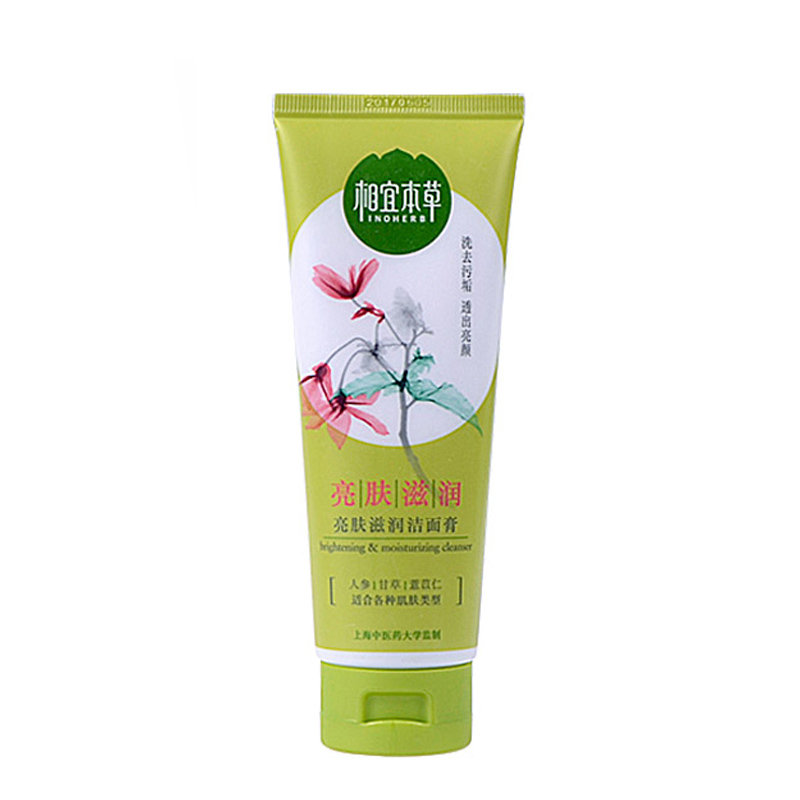 相宜本草
INOHERB
洗去污垢 透出亮颜
亮|肤|滋|润
亮肤滋润洁面膏
brightening & moisturizing cleanser
人参|甘草|薏苡仁
适合各种肌肤类型
上海中医药大学监制